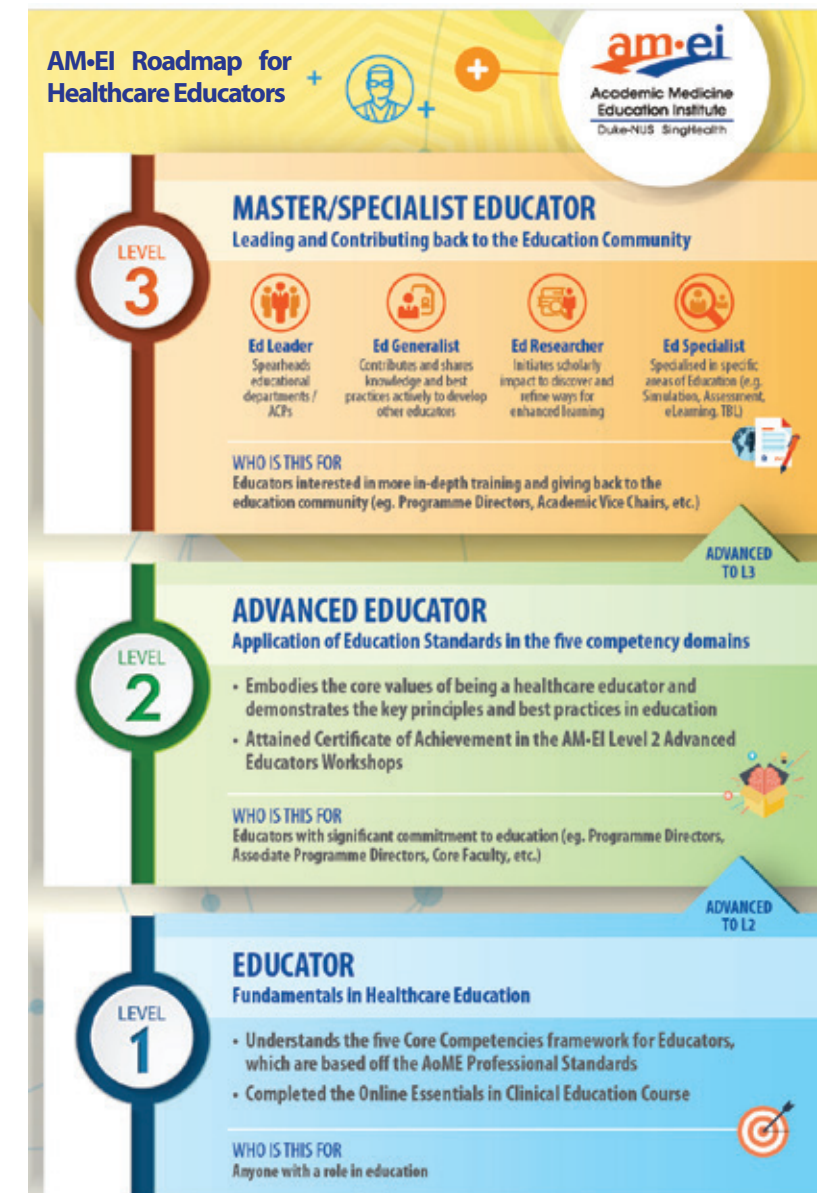 AM•EI Roadmap for
Healthcare Educators
am•ei
Academic Medicine
Education Institute
Duke-NUS SingHealth
LEVEL
3
MASTER/SPECIALIST EDUCATOR
Leading and Contributing back to the Education Community
Ed Leader
Spearheads
educational
departments /
ACPs
Ed Generalist
Contributes and shares
knowledge and best
practices actively to develop
other educators
Ed Researcher
Initiates scholarly
impact to discover and
refine ways for
enhanced learning
Ed Specialist
Specialised in specific
areas of Education (e.g.
Simulation, Assessment,
eLearning, TBL)
WHO IS THIS FOR
Educators interested in more in-depth training and giving back to the
education community (eg. Programme Directors, Academic Vice Chairs, etc.)
ADVANCED
TO L3
LEVEL
2
ADVANCED EDUCATOR
Application of Education Standards in the five competency domains
• Embodies the core values of being a healthcare educator and
demonstrates the key principles and best practices in education
• Attained Certificate of Achievement in the AM•EI Level 2 Advanced
Educators Workshops
WHO IS THIS FOR
Educators with significant commitment to education (eg. Programme Directors,
Associate Programme Directors, Core Faculty, etc.)
ADVANCED
TO L2
LEVEL
1
EDUCATOR
Fundamentals in Healthcare Education
• Understands the five Core Competencies framework for Educators,
which are based off the AoME Professional Standards
• Completed the Online Essentials in Clinical Education Course
WHO IS THIS FOR
Anyone with a role in education